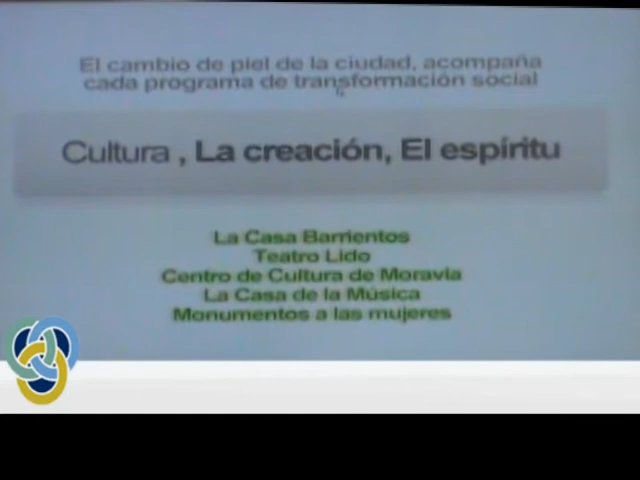 El cambio de piel de la ciudad, acompaña
cada programa de transformación social
Cultura , La creación, El espíritu
La Casa Barrientos
Teatro Lido
Centro de Cultura de Moravia
La Casa de la Música
Monumentos a las mujeres